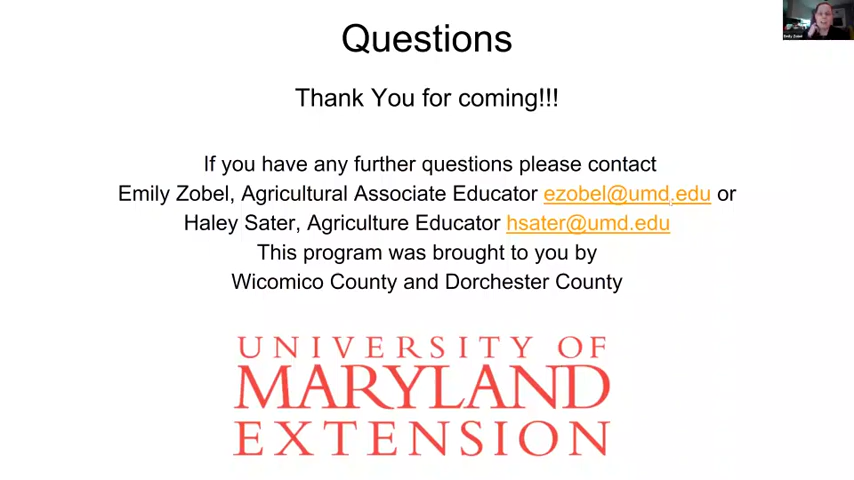 Questions
Thank You for coming!!!
If you have any further questions please contact
Emily Zobel, Agricultural Associate Educator ezobel@umd.edu or
Haley Sater, Agriculture Educator hsater@umd.edu
This program was brought to you by
Wicomico County and Dorchester County
UNIVERSITY OF
MARYLAND
EXTENSION
Emily Zobel